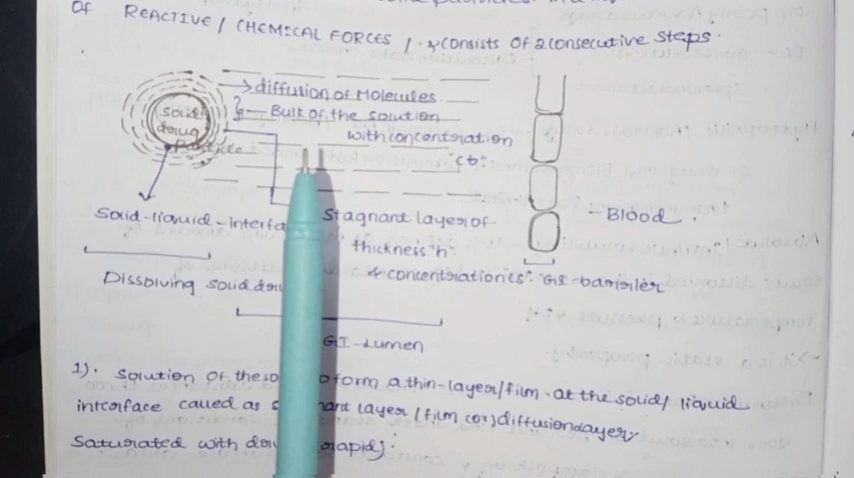 Of REACTIVE / CHEMICAL FORCES / . & consists Of 2 consecutive steps.
→ diffusion of Molecules.
Bulk of the solution
with concentration
"Cb".
Solid
drug
Particle
Solid-liquid-Interfa
Stagnant layer of
thickness "h".
& concentration "Cs".
-Blood.
GI-barrier
Dissolving solid
GI-Lumen
1). Solution Of the so to form a thin-layer/film-at the solid/liquid
interface called as s nant layer / film (or) diffusion layer
Saturated with rapid;